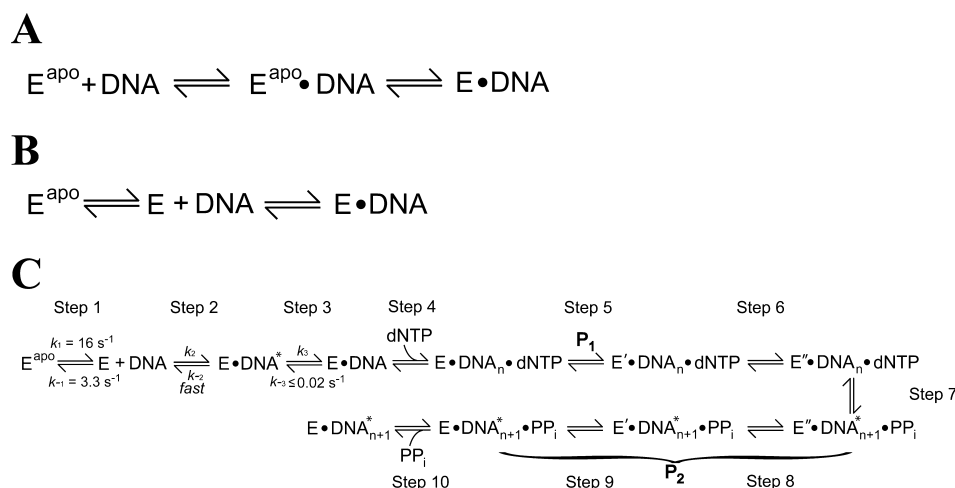 A
E^apo + DNA ⇌ E^apo•DNA ⇌ E•DNA
B
E^apo ⇌ E + DNA ⇌ E•DNA
C
Step 1 Step 2 Step 3 Step 4 Step 5 Step 6
dNTP P₁
k₁ = 16 s⁻¹ k₂ k₃
E^apo ⇌ E + DNA ⇌ E•DNA* ⇌ E•DNA ⇌ E•DNAₙ•dNTP ⇌ E′•DNAₙ•dNTP ⇌ E″•DNAₙ•dNTP
k₋₁ = 3.3 s⁻¹ k₋₂ k₋₃ ≤ 0.02 s⁻¹
fast
Step 7
E•DNA*ₙ₊₁ ⇌ E•DNA*ₙ₊₁•PPᵢ ⇌ E′•DNA*ₙ₊₁•PPᵢ ⇌ E″•DNA*ₙ₊₁•PPᵢ
PPᵢ P₂
Step 10 Step 9 Step 8